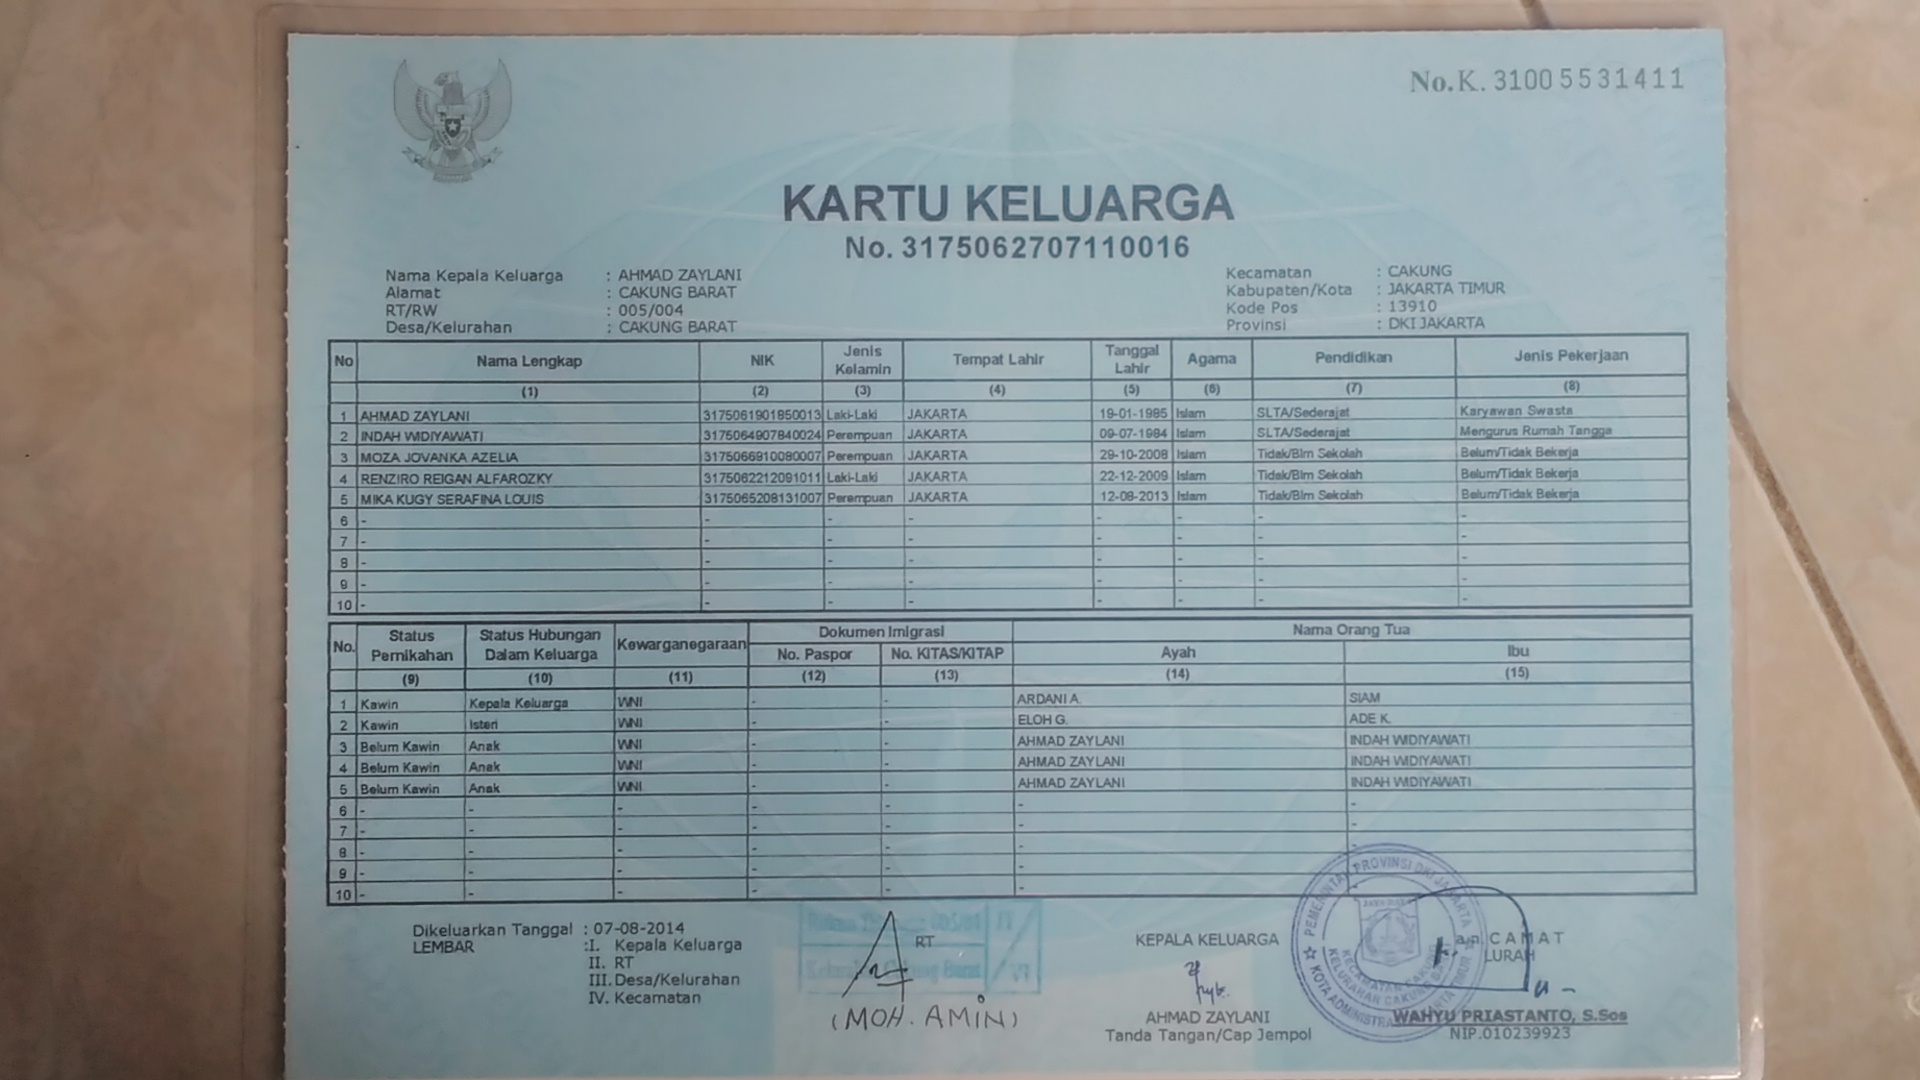 No.K. 3100 5531411
KARTU KELUARGA
No. 3175062707110016
Nama Kepala Keluarga : AHMAD ZAYLANI
Alamat : CAKUNG BARAT
RT/RW : 005/004
Desa/Kelurahan : CAKUNG BARAT
Kecamatan : CAKUNG
Kabupaten/Kota : JAKARTA TIMUR
Kode Pos : 13910
Provinsi : DKI JAKARTA
No Nama Lengkap NIK Jenis Kelamin Tempat Lahir Tanggal Lahir Agama Pendidikan Jenis Pekerjaan
(1) (2) (3) (4) (5) (6) (7) (8)
1 AHMAD ZAYLANI 3175061901850013 Laki-Laki JAKARTA 19-01-1985 Islam SLTA/Sederajat Karyawan Swasta
2 INDAH WIDIYAWATI 3175064907840024 Perempuan JAKARTA 09-07-1984 Islam SLTA/Sederajat Mengurus Rumah Tangga
3 MOZA JOVANKA AZELIA 3175066910080007 Perempuan JAKARTA 29-10-2008 Islam Tidak/Blm Sekolah Belum/Tidak Bekerja
4 RENZIRO REIGAN ALFAROZKY 3175062212091011 Laki-Laki JAKARTA 22-12-2009 Islam Tidak/Blm Sekolah Belum/Tidak Bekerja
5 MIKA KUGY SERAFINA LOUIS 3175065208131007 Perempuan JAKARTA 12-08-2013 Islam Tidak/Blm Sekolah Belum/Tidak Bekerja
6 - - - - - - - -
7 - - - - - - - -
8 - - - - - - - -
9 - - - - - - - -
10 - - - - - - - -
No. Status Pernikahan Status Hubungan Dalam Keluarga Kewarganegaraan Dokumen Imigrasi Nama Orang Tua
No. Paspor No. KITAS/KITAP Ayah Ibu
(9) (10) (11) (12) (13) (14) (15)
1 Kawin Kepala Keluarga WNI - - ARDANI A. SIAM
2 Kawin Isteri WNI - - ELOH G. ADE K.
3 Belum Kawin Anak WNI - - AHMAD ZAYLANI INDAH WIDIYAWATI
4 Belum Kawin Anak WNI - - AHMAD ZAYLANI INDAH WIDIYAWATI
5 Belum Kawin Anak WNI - - AHMAD ZAYLANI INDAH WIDIYAWATI
6 - - - - - - -
7 - - - - - - -
8 - - - - - - -
9 - - - - - - -
10 - - - - - - -
Dikeluarkan Tanggal : 07-08-2014
LEMBAR :I. Kepala Keluarga
II. RT
III. Desa/Kelurahan
IV. Kecamatan
RT
(MOH. AMIN)
KEPALA KELUARGA
AHMAD ZAYLANI
Tanda Tangan/Cap Jempol
PEMERINTAH PROVINSI DKI JAKARTA
KECAMATAN CAKUNG
KELURAHAN CAKUNG BARAT
a.n. CAMAT
LURAH
WAHYU PRIASTANTO, S.Sos
NIP.010239923